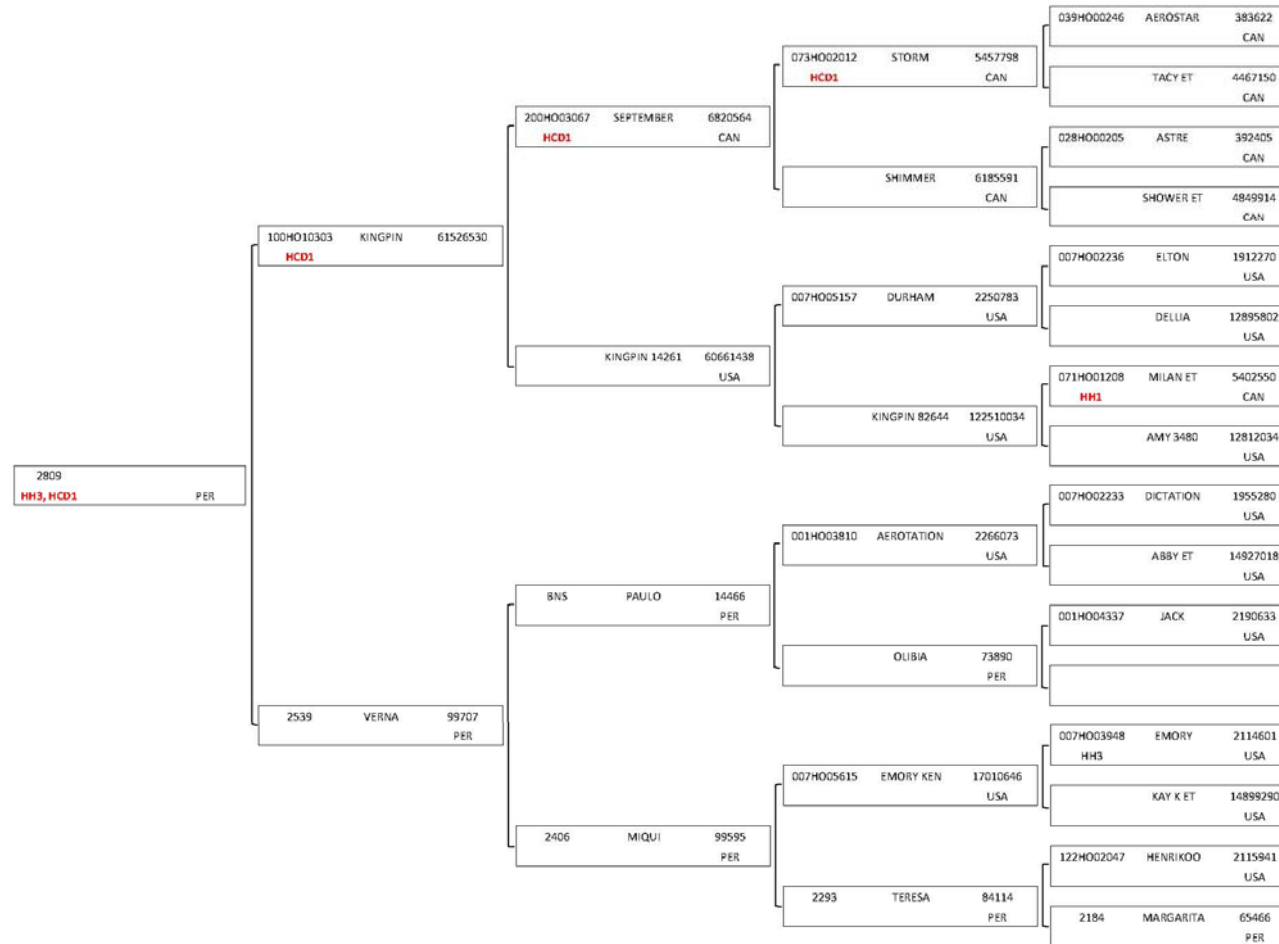 039HO00246 AEROSTAR 383622
CAN
073HO02012 STORM 5457798
HCD1 CAN
TACY ET 4467150
CAN
200HO03067 SEPTEMBER 6820564
HCD1 CAN
028HO00205 ASTRE 392405
CAN
SHIMMER 6185591
CAN
SHOWER ET 4849914
CAN
100HO10303 KINGPIN 61526530
HCD1
007HO02236 ELTON 1912270
USA
007HO05157 DURHAM 2250783
USA
DELLIA 12895802
USA
KINGPIN 14261 60661438
USA
071HO01208 MILAN ET 5402550
HH1 CAN
KINGPIN 82644 122510034
USA
AMY 3480 12812034
USA
2809
HH3, HCD1 PER
007HO02233 DICTATION 1955280
USA
001HO03810 AEROTATION 2266073
USA
ABBY ET 14927018
USA
BNS PAULO 14466
PER
001HO04337 JACK 2190633
USA
OLIBIA 73890
PER
2539 VERNA 99707
PER
007HO03948 EMORY 2114601
HH3 USA
007HO05615 EMORY KEN 17010646
USA
KAY K ET 14899290
USA
2406 MIQUI 99595
PER
122HO02047 HENRIKOO 2115941
USA
2293 TERESA 84114
PER
2184 MARGARITA 65466
PER